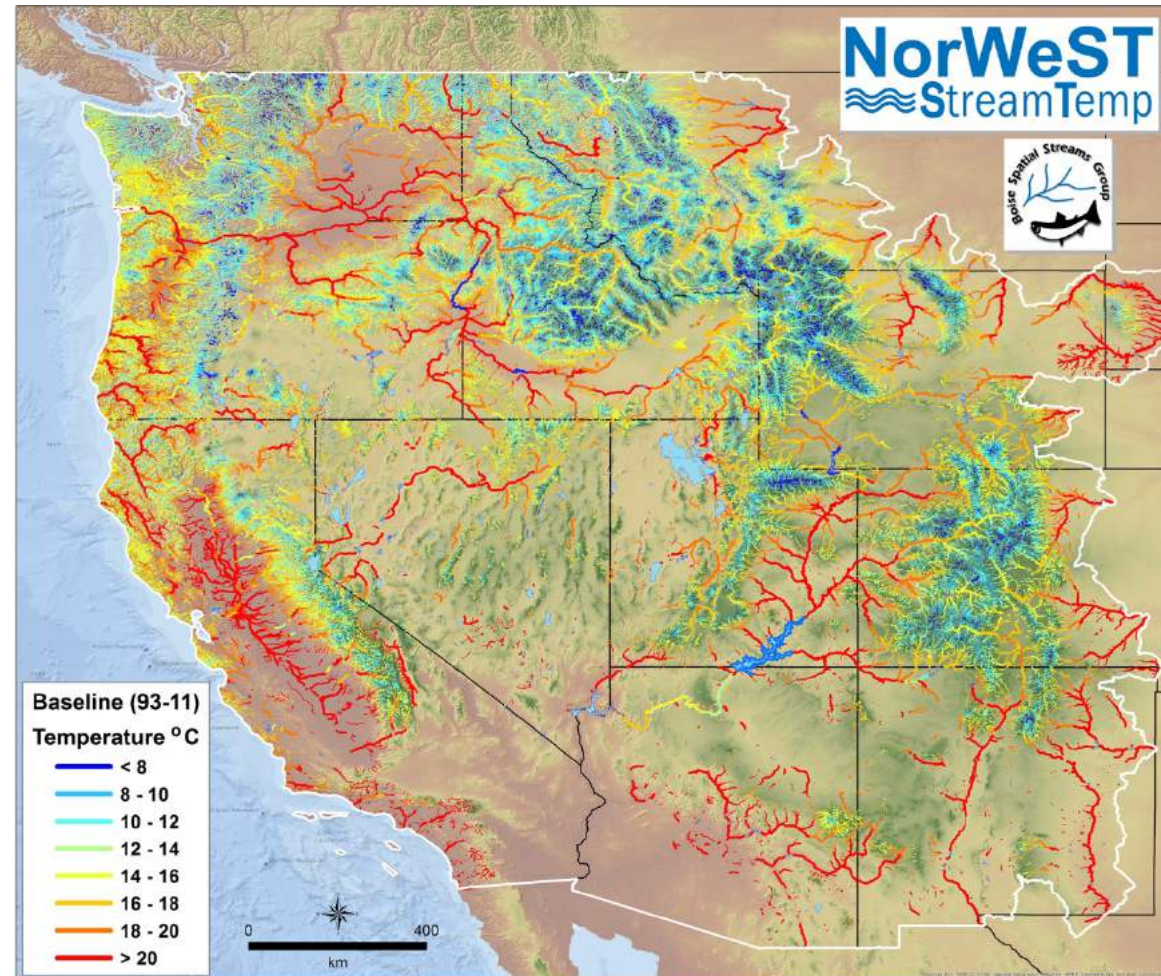 NorWeST
StreamTemp
Boise Spatial Streams Group
Baseline (93-11)
Temperature °C
< 8
8 - 10
10 - 12
12 - 14
14 - 16
16 - 18
18 - 20
> 20
0 400
km